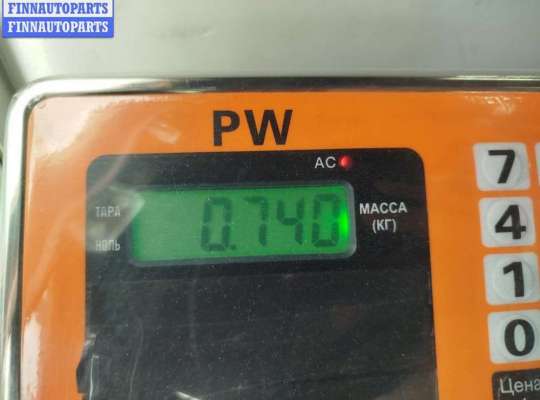 FINNAUTOPARTS
FINNAUTOPARTS
PW
AC
7
ТАРА
0.740
МАССА
(КГ)
4
НОЛЬ
1
0
Цена